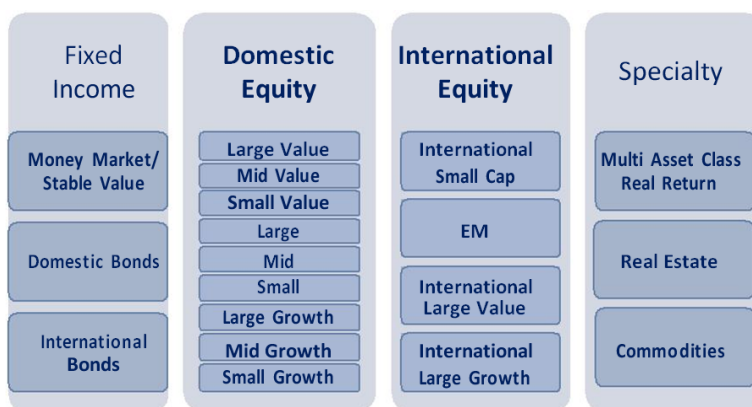 Fixed
Income
Money Market/
Stable Value
Domestic Bonds
International
Bonds
Domestic
Equity
Large Value
Mid Value
Small Value
Large
Mid
Small
Large Growth
Mid Growth
Small Growth
International
Equity
International
Small Cap
EM
International
Large Value
International
Large Growth
Specialty
Multi Asset Class
Real Return
Real Estate
Commodities